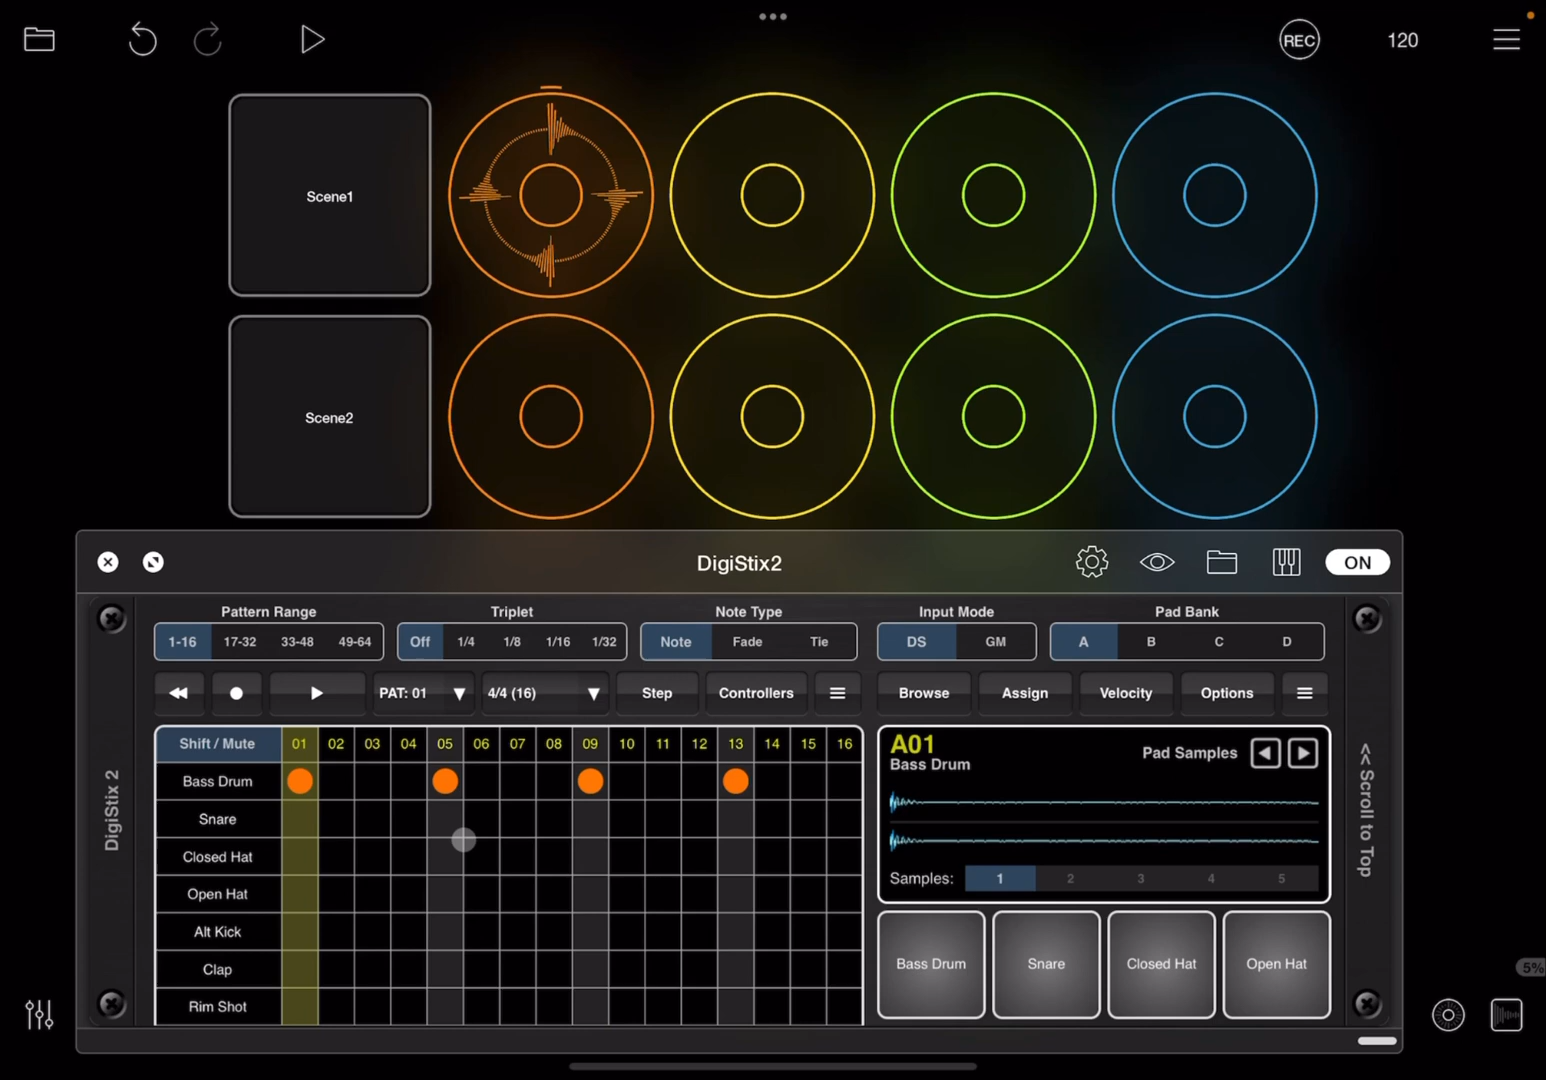 REC
120
Scene1
Scene2
DigiStix2
ON
Pattern Range
Triplet
Note Type
Input Mode
Pad Bank
1-16 17-32 33-48 49-64
Off 1/4 1/8 1/16 1/32
Note Fade Tie
DS GM
A B C D
PAT: 01
4/4 (16)
Step
Controllers
Browse
Assign
Velocity
Options
DigiStix 2
Shift / Mute 01 02 03 04 05 06 07 08 09 10 11 12 13 14 15 16
Bass Drum
Snare
Closed Hat
Open Hat
Alt Kick
Clap
Rim Shot
A01
Bass Drum
Pad Samples
Samples: 1 2 3 4 5
Bass Drum
Snare
Closed Hat
Open Hat
<< Scroll to Top
5%